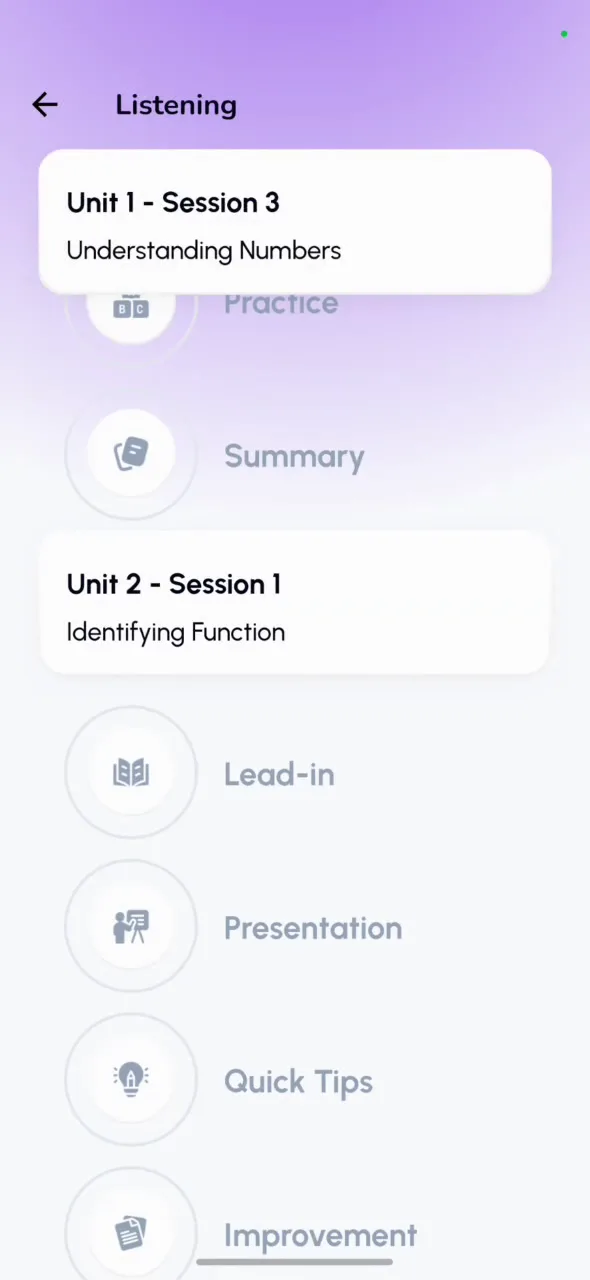 Listening
Unit 1 - Session 3
Understanding Numbers
B C
Practice
Summary
Unit 2 - Session 1
Identifying Function
Lead-in
Presentation
Quick Tips
Improvement